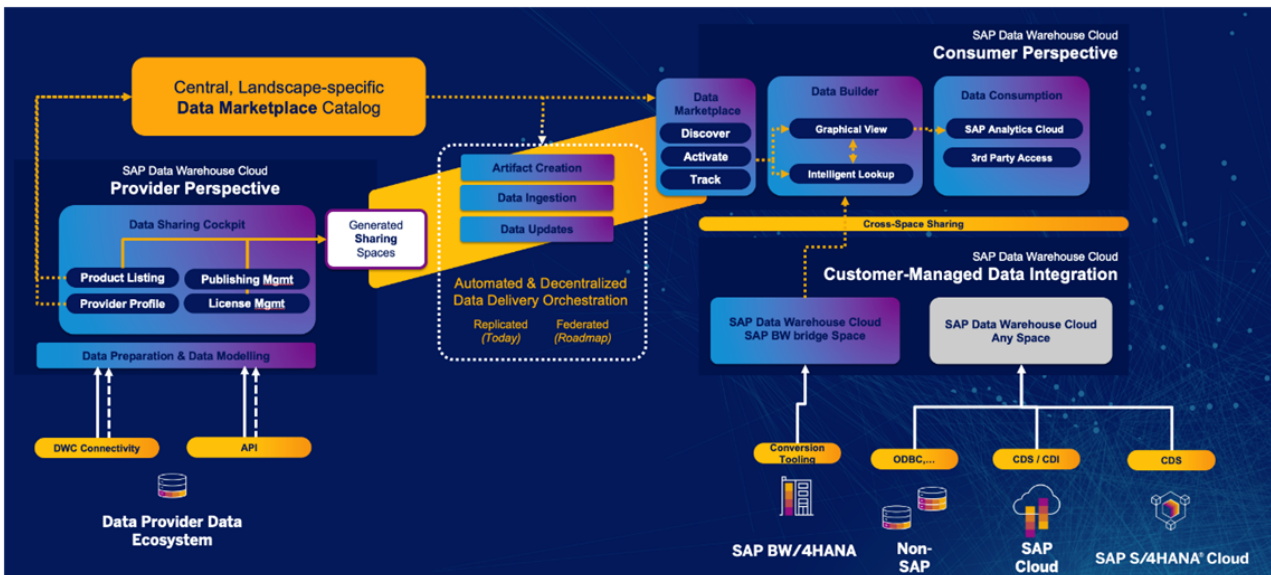 SAP Data Warehouse Cloud
Consumer Perspective
Central, Landscape-specific
Data Marketplace Catalog
Data
Marketplace
Discover
Activate
Track
Data Builder
Graphical View
Intelligent Lookup
Data Consumption
SAP Analytics Cloud
3rd Party Access
SAP Data Warehouse Cloud
Provider Perspective
Data Sharing Cockpit
Product Listing
Publishing Mgmt
Provider Profile
License Mgmt
Generated
Sharing
Spaces
Artifact Creation
Data Ingestion
Data Updates
Automated & Decentralized
Data Delivery Orchestration
Replicated
(Today)
Federated
(Roadmap)
Cross-Space Sharing
SAP Data Warehouse Cloud
Customer-Managed Data Integration
SAP Data Warehouse Cloud
SAP BW bridge Space
SAP Data Warehouse Cloud
Any Space
Data Preparation & Data Modelling
DWC Connectivity
API
Data Provider Data
Ecosystem
Conversion
Tooling
ODBC,...
CDS / CDI
CDS
SAP BW/4HANA
Non-
SAP
SAP
Cloud
SAP S/4HANA® Cloud